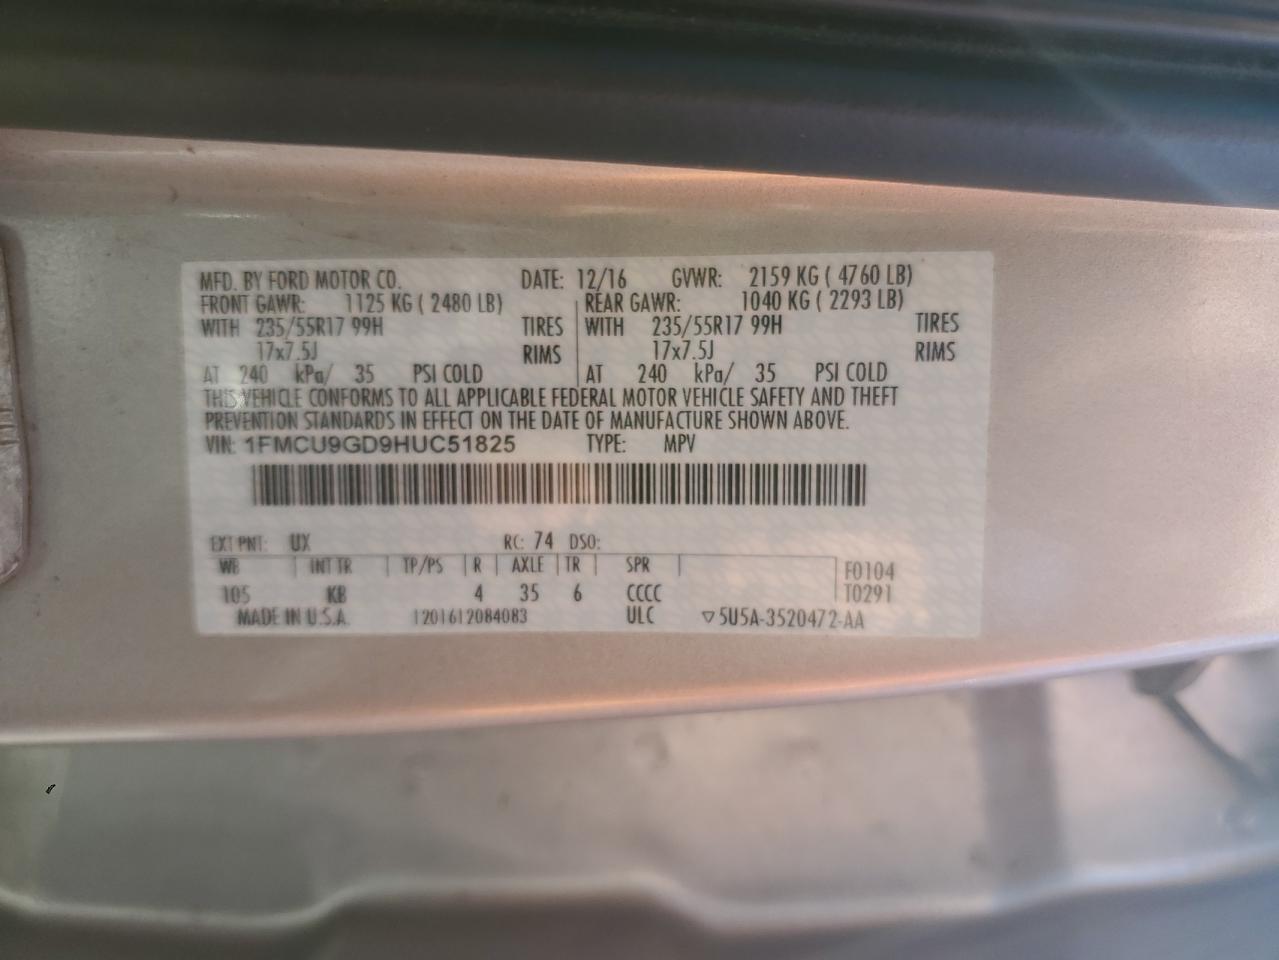 MFD. BY FORD MOTOR CO. DATE: 12/16 GVWR: 2159 KG ( 4760 LB)
FRONT GAWR: 1125 KG ( 2480 LB) REAR GAWR: 1040 KG ( 2293 LB)
WITH 235/55R17 99H TIRES WITH 235/55R17 99H TIRES
17x7.5J RIMS 17x7.5J RIMS
AT 240 kPa/ 35 PSI COLD AT 240 kPa/ 35 PSI COLD
THIS VEHICLE CONFORMS TO ALL APPLICABLE FEDERAL MOTOR VEHICLE SAFETY AND THEFT
PREVENTION STANDARDS IN EFFECT ON THE DATE OF MANUFACTURE SHOWN ABOVE.
VIN: 1FMCU9GD9HUC51825 TYPE: MPV
EXT PNT: UX RC: 74 DSO:
WB INT TR TP/PS R AXLE TR SPR F0104
105 KB 4 35 6 CCCC T0291
MADE IN U.S.A. 1201612084083 ULC ▽5U5A-3520472-AA